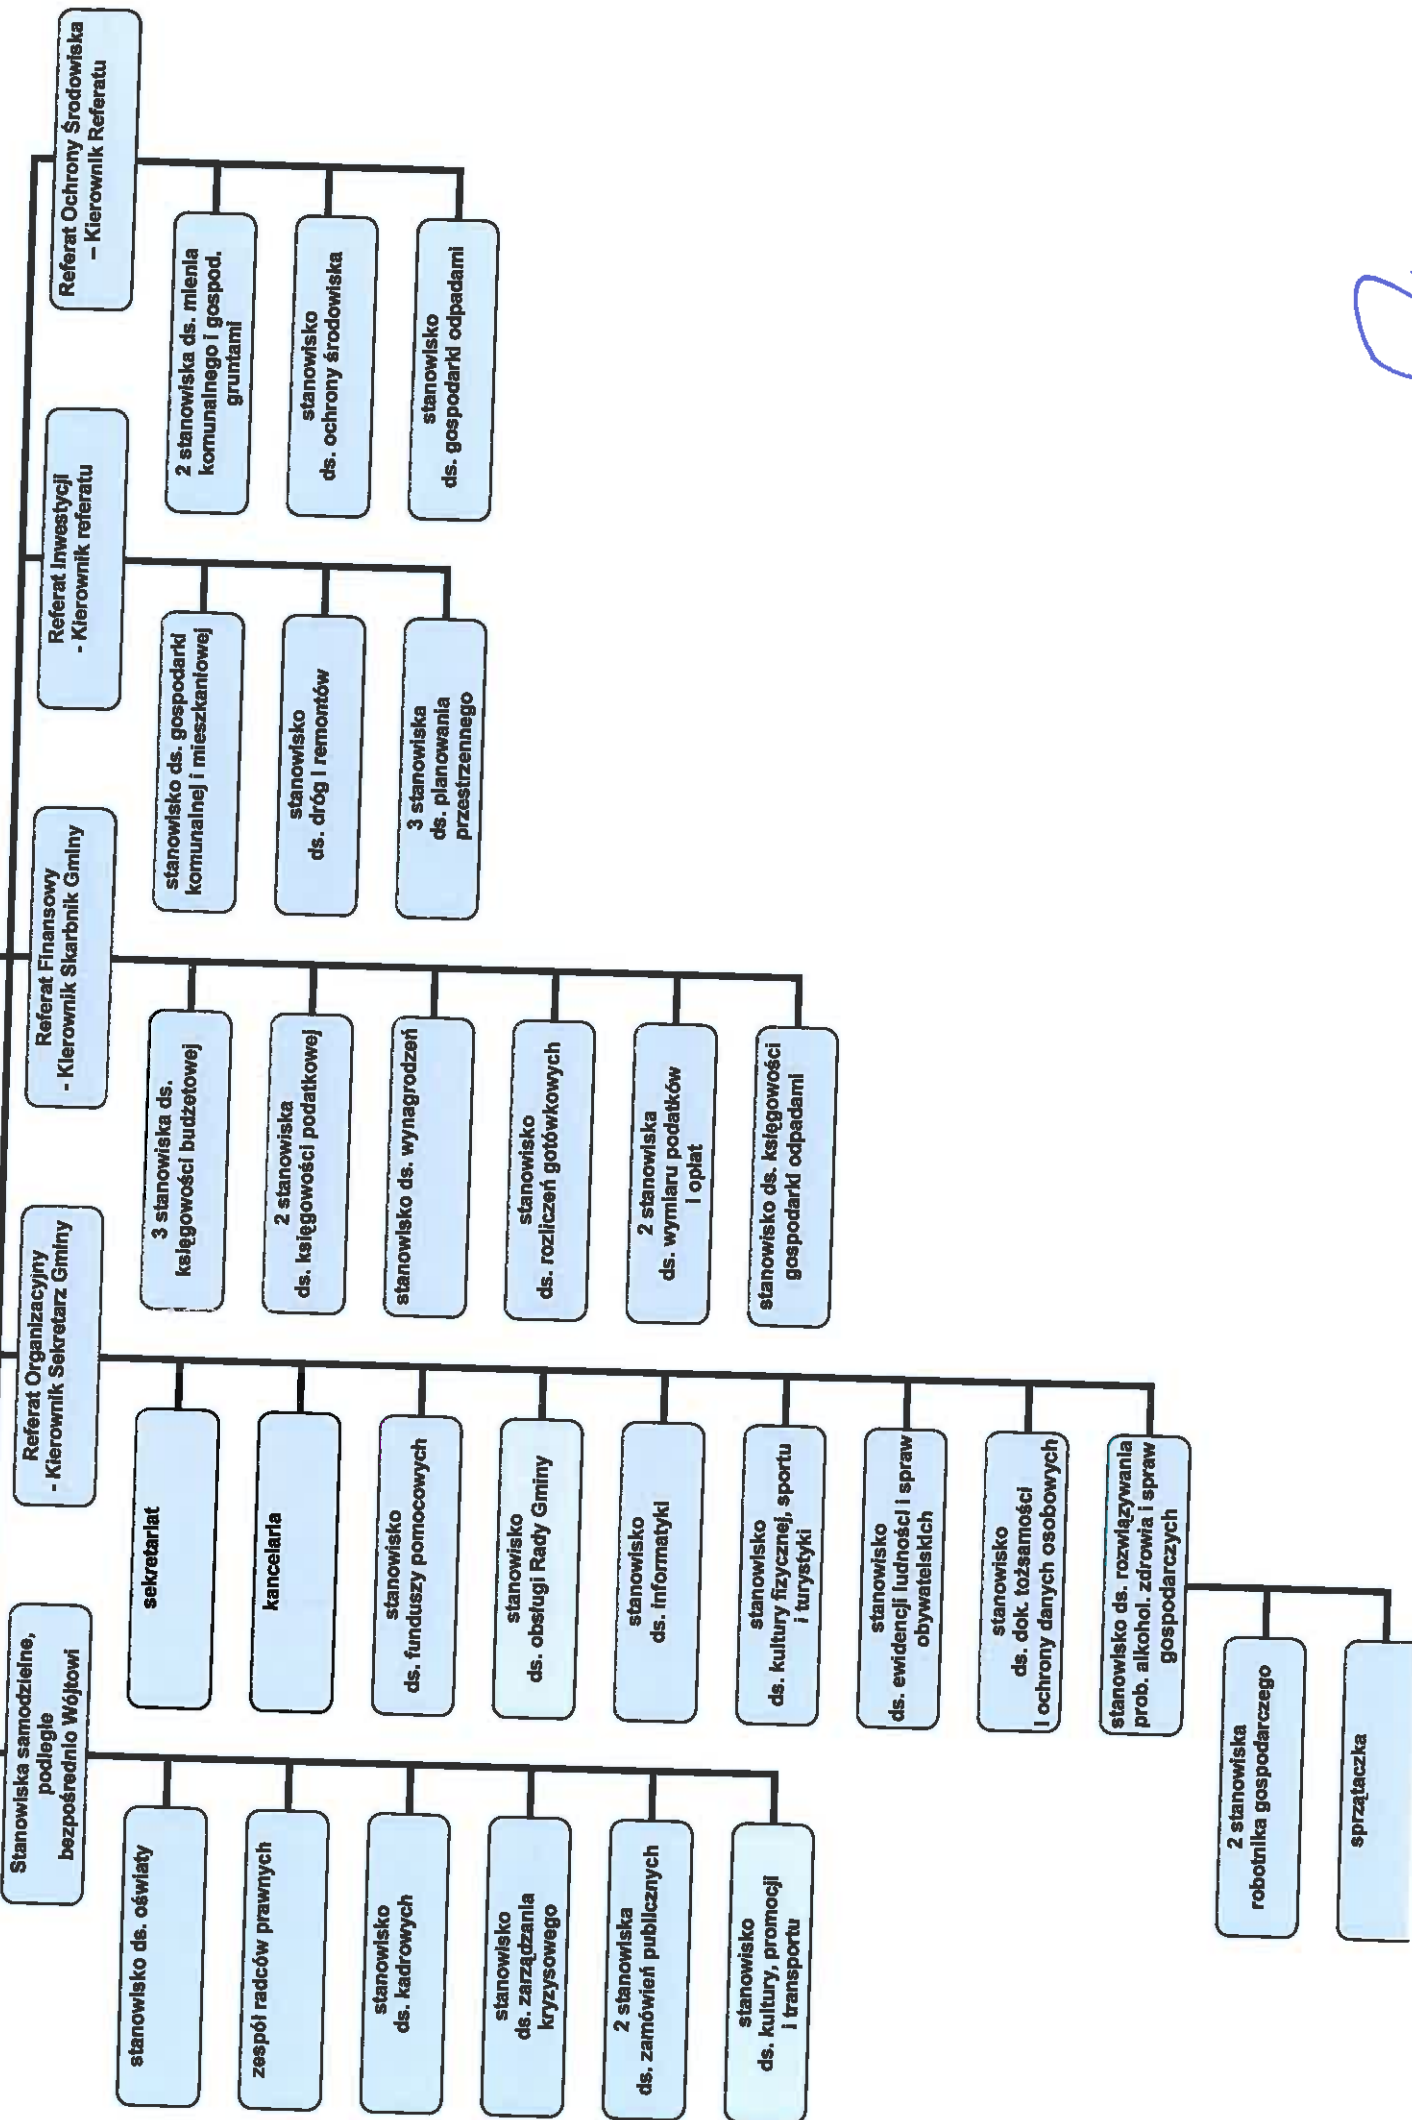 Stanowiska samodzielne,
podległe
bezpośrednio Wójtowi
stanowisko ds. oświaty
zespół radców prawnych
stanowisko
ds. kadrowych
stanowisko
ds. zarządzania
kryzysowego
2 stanowiska
ds. zamówień publicznych
stanowisko
ds. kultury, promocji
i transportu
Referat Organizacyjny
- Kierownik Sekretarz Gminy
sekretariat
kancelaria
stanowisko
ds. funduszy pomocowych
stanowisko
ds. obsługi Rady Gminy
stanowisko
ds. informatyki
stanowisko
ds. kultury fizycznej, sportu
i turystyki
stanowisko
ds. ewidencji ludności i spraw
obywatelskich
stanowisko
ds. dok. tożsamości
i ochrony danych osobowych
stanowisko ds. rozwiązywania
prob. alkohol. zdrowia i spraw
gospodarczych
2 stanowiska
robotnika gospodarczego
sprzątaczka
Referat Finansowy
- Kierownik Skarbnik Gminy
3 stanowiska ds.
księgowości budżetowej
2 stanowiska
ds. księgowości podatkowej
stanowisko ds. wynagrodzeń
stanowisko
ds. rozliczeń gotówkowych
2 stanowiska
ds. wymiaru podatków
i opłat
stanowisko ds. księgowości
gospodarki odpadami
Referat Inwestycji
- Kierownik referatu
stanowisko ds. gospodarki
komunalnej i mieszkaniowej
stanowisko
ds. dróg i remontów
3 stanowiska
ds. planowania
przestrzennego
Referat Ochrony Środowiska
– Kierownik Referatu
2 stanowiska ds. mienia
komunalnego i gospod.
gruntami
stanowisko
ds. ochrony środowiska
stanowisko
ds. gospodarki odpadami